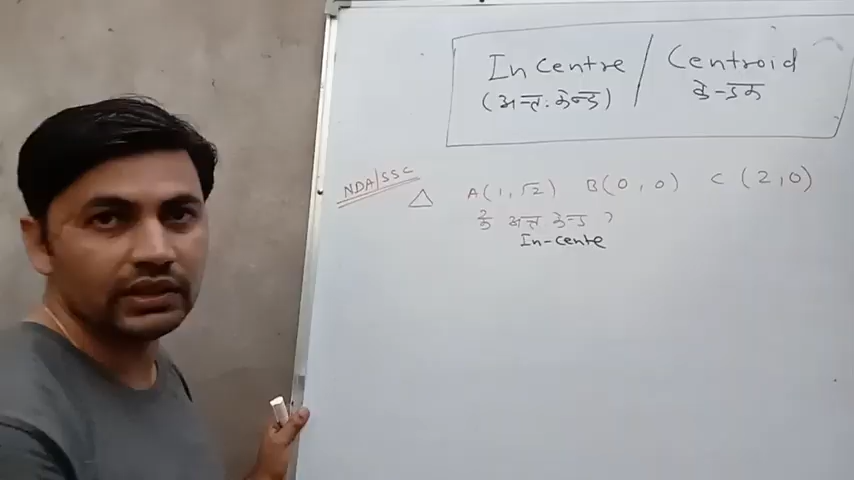 In Centre / Centroid
(अन्त: केन्द्र) केन्द्रक
NDA/SSC
△ A(1, √2) B(0, 0) C (2, 0)
के अन्त केन्द्र ?
In-centre